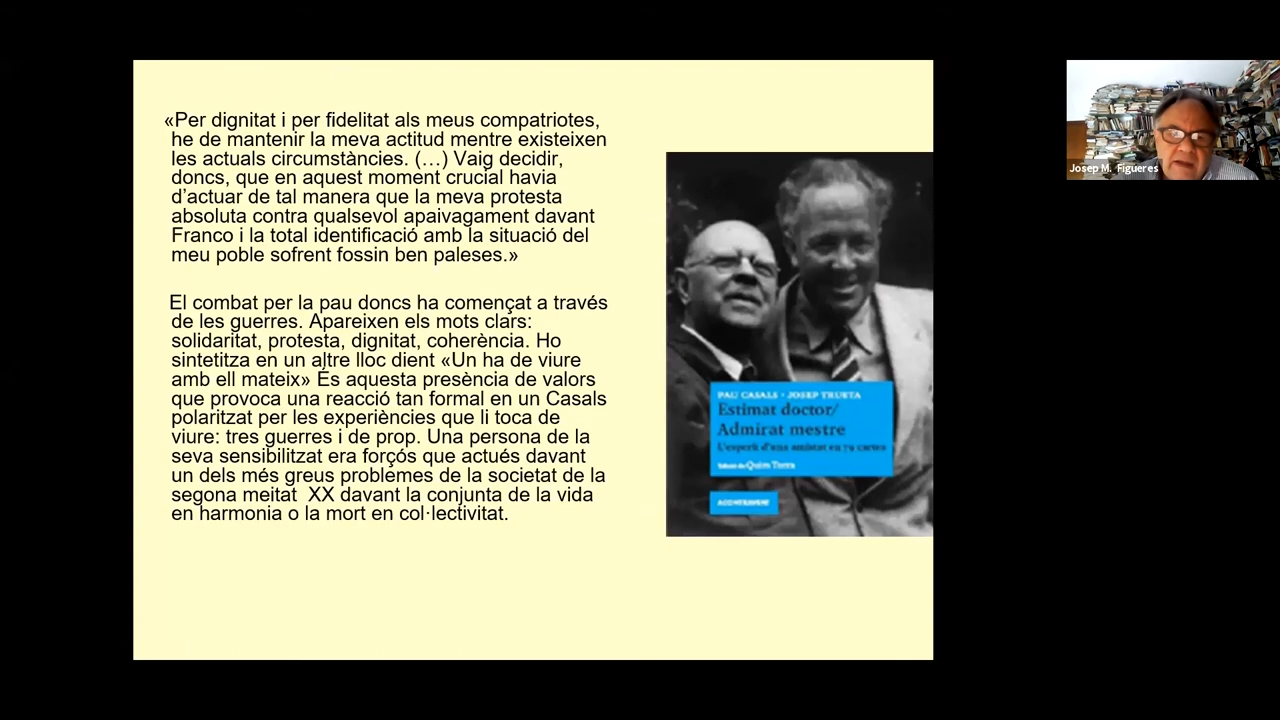 «Per dignitat i per fidelitat als meus compatriotes,
he de mantenir la meva actitud mentre existeixen
les actuals circumstàncies. (…) Vaig decidir,
doncs, que en aquest moment crucial havia
d'actuar de tal manera que la meva protesta
absoluta contra qualsevol apaivagament davant
Franco i la total identificació amb la situació del
meu poble sofrent fossin ben paleses.»
El combat per la pau doncs ha començat a través
de les guerres. Apareixen els mots clars:
solidaritat, protesta, dignitat, coherència. Ho
sintetitza en un altre lloc dient «Un ha de viure
amb ell mateix» És aquesta presència de valors
que provoca una reacció tan formal en un Casals
polaritzat per les experiències que li toca de
viure: tres guerres i de prop. Una persona de la
seva sensibilitzat era forçós que actués davant
un dels més greus problemes de la societat de la
segona meitat XX davant la conjunta de la vida
en harmonia o la mort en col·lectivitat.
PAU CASALS · JOSEP TRUETA
Estimat doctor/
Admirat mestre
L'esperit d'una amistat en 79 cartes
Quim Torra
ACONTRAVENT
Josep M. Figueres